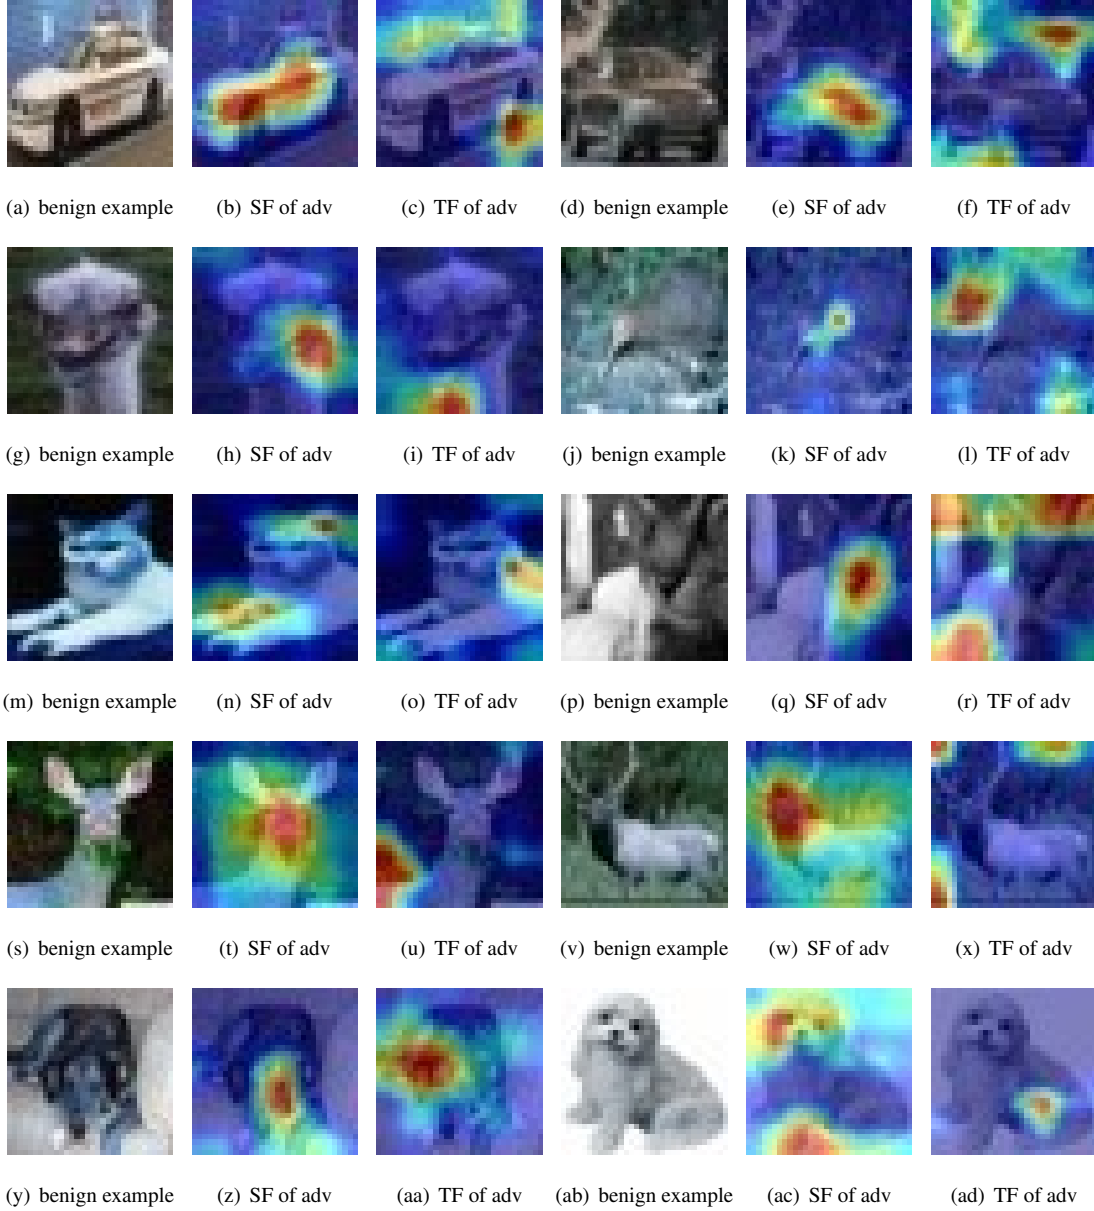 (a) benign example (b) SF of adv (c) TF of adv (d) benign example (e) SF of adv (f) TF of adv
(g) benign example (h) SF of adv (i) TF of adv (j) benign example (k) SF of adv (l) TF of adv
(m) benign example (n) SF of adv (o) TF of adv (p) benign example (q) SF of adv (r) TF of adv
(s) benign example (t) SF of adv (u) TF of adv (v) benign example (w) SF of adv (x) TF of adv
(y) benign example (z) SF of adv (aa) TF of adv (ab) benign example (ac) SF of adv (ad) TF of adv